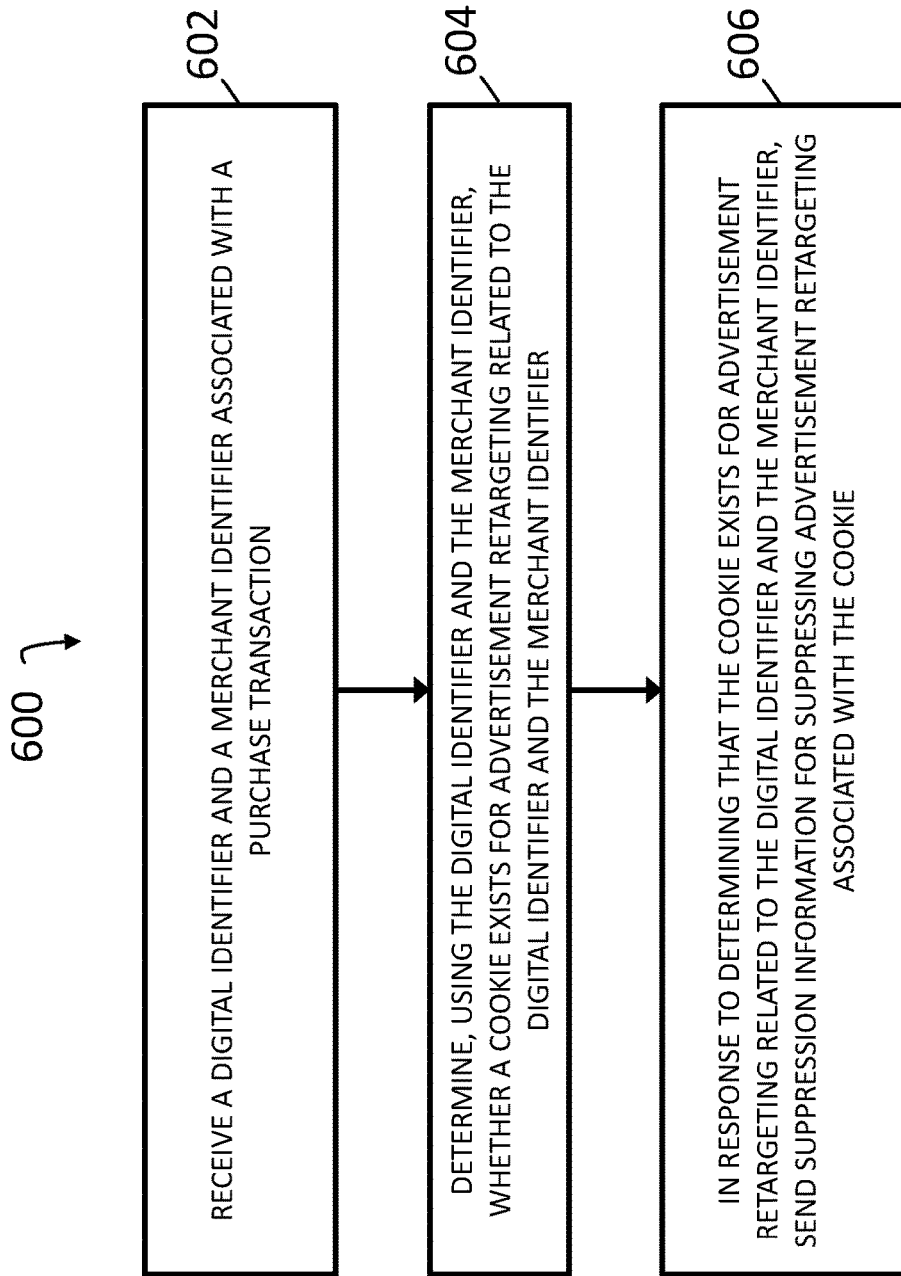 600
602
RECEIVE A DIGITAL IDENTIFIER AND A MERCHANT IDENTIFIER ASSOCIATED WITH A
PURCHASE TRANSACTION
604
DETERMINE, USING THE DIGITAL IDENTIFIER AND THE MERCHANT IDENTIFIER,
WHETHER A COOKIE EXISTS FOR ADVERTISEMENT RETARGETING RELATED TO THE
DIGITAL IDENTIFIER AND THE MERCHANT IDENTIFIER
606
IN RESPONSE TO DETERMINING THAT THE COOKIE EXISTS FOR ADVERTISEMENT
RETARGETING RELATED TO THE DIGITAL IDENTIFIER AND THE MERCHANT IDENTIFIER,
SEND SUPPRESSION INFORMATION FOR SUPPRESSING ADVERTISEMENT RETARGETING
ASSOCIATED WITH THE COOKIE